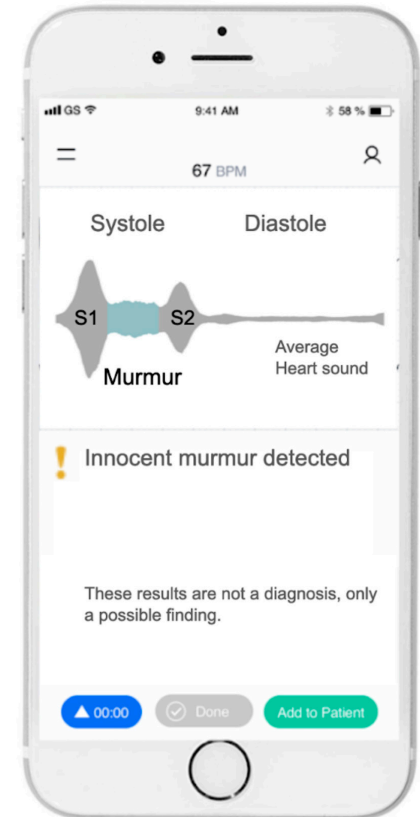 GS 9:41 AM 58 %
67 BPM
Systole Diastole
S1 S2
Murmur
Average
Heart sound
Innocent murmur detected
These results are not a diagnosis, only
a possible finding.
00:00 Done Add to Patient